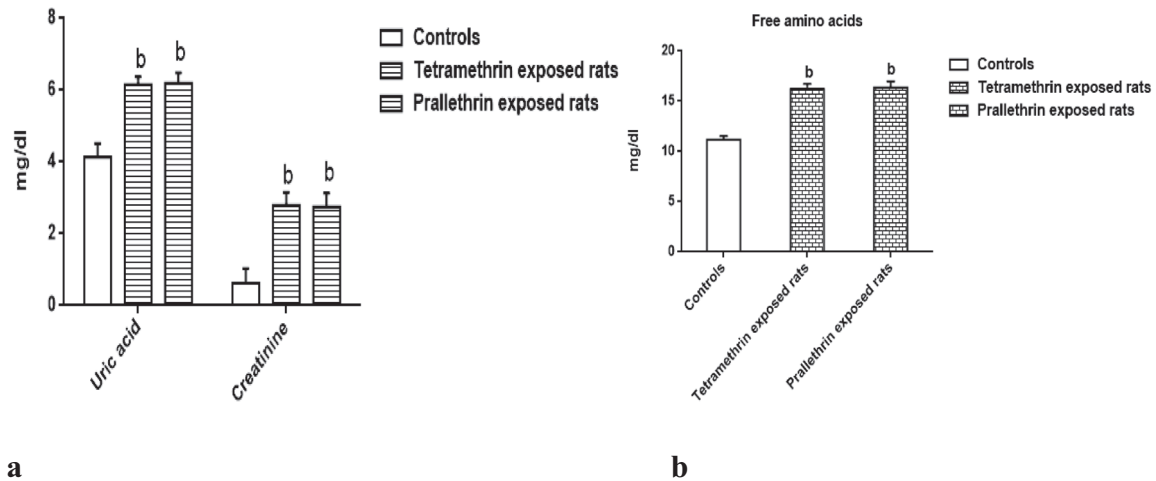 8
6
4
2
0
mg/dl
b
b
b
b
Uric acid
Creatinine
Controls
Tetramethrin exposed rats
Prallethrin exposed rats
a
Free amino acids
20
15
10
5
0
mg/dl
b
b
Controls
Tetramethrin exposed rats
Prallethrin exposed rats
Controls
Tetramethrin exposed rats
Prallethrin exposed rats
b